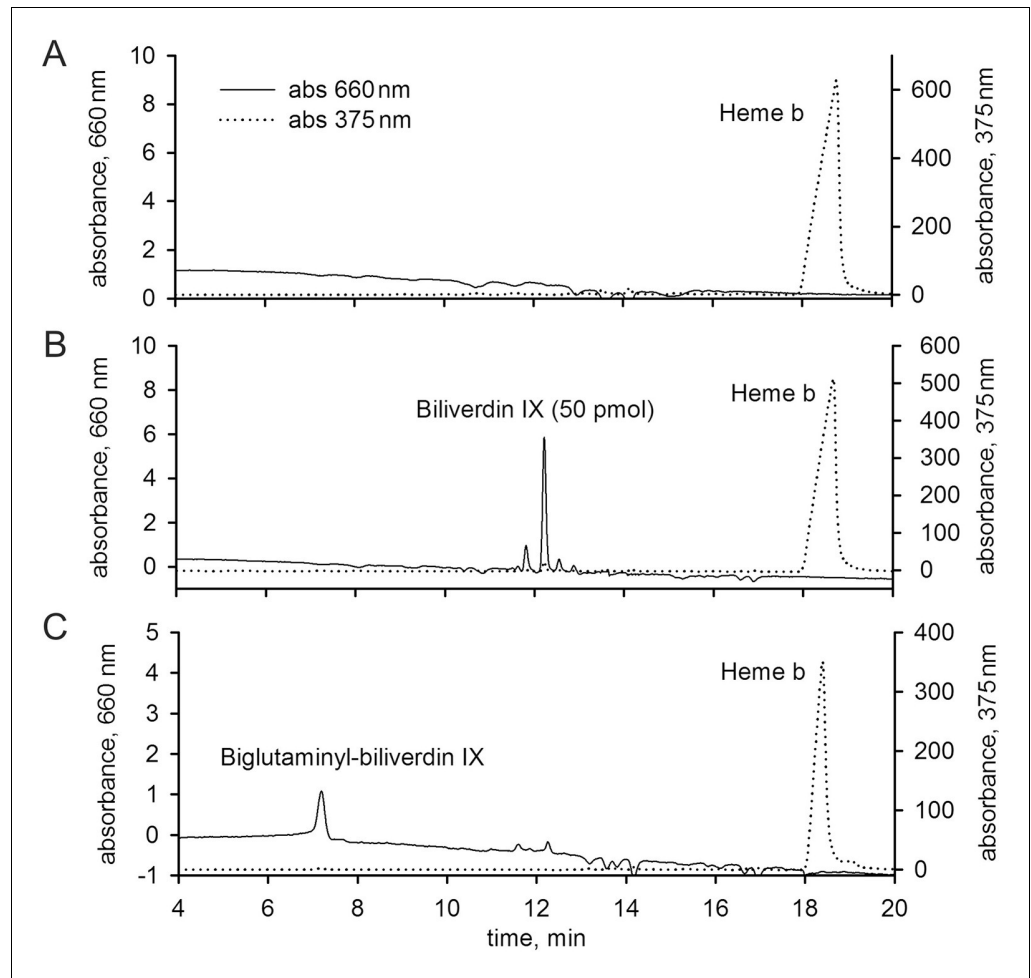 A
absorbance, 660 nm
10
8
6
4
2
0
abs 660 nm
abs 375 nm
Heme b
600
400
200
0
absorbance, 375 nm
B
absorbance, 660 nm
10
8
6
4
2
0
Biliverdin IX (50 pmol)
Heme b
600
500
400
300
200
100
0
absorbance, 375 nm
C
absorbance, 660 nm
5
4
3
2
1
0
-1
Biglutaminyl-biliverdin IX
Heme b
400
300
200
100
0
absorbance, 375 nm
4 6 8 10 12 14 16 18 20
time, min